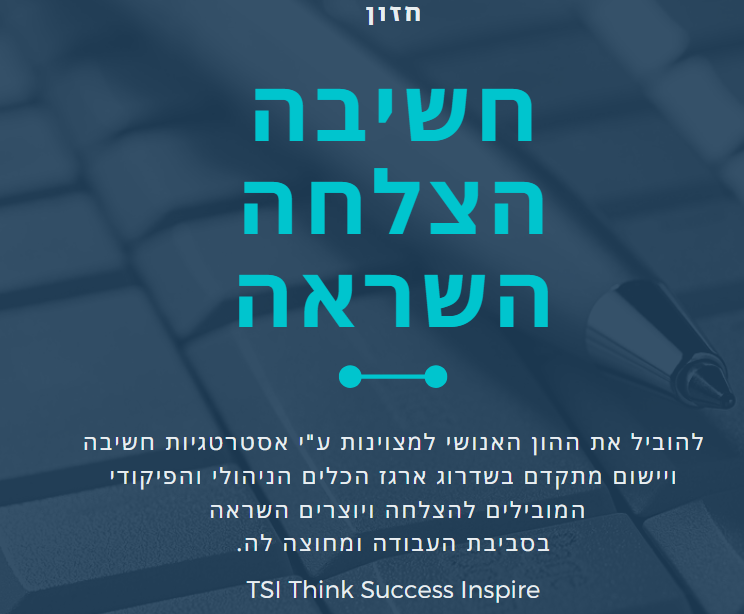 חזון
חשיבה
הצלחה
השראה
להוביל את ההון האנושי למצוינות ע"י אסטרטגיות חשיבה
ויישום מתקדם בשדרוג ארגז הכלים הניהולי והפיקודי
המובילים להצלחה ויוצרים השראה
בסביבת העבודה ומחוצה לה.
TSI Think Success Inspire